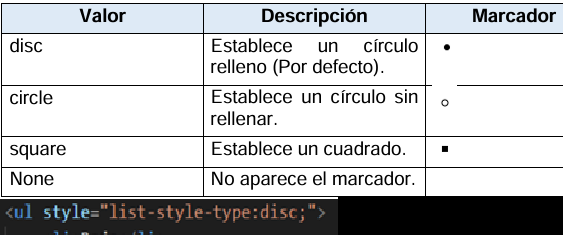 Valor Descripción Marcador
disc Establece un círculo
relleno (Por defecto). •
circle Establece un círculo sin
rellenar. ○
square Establece un cuadrado. ▪
None No aparece el marcador.
<ul style="list-style-type:disc;">